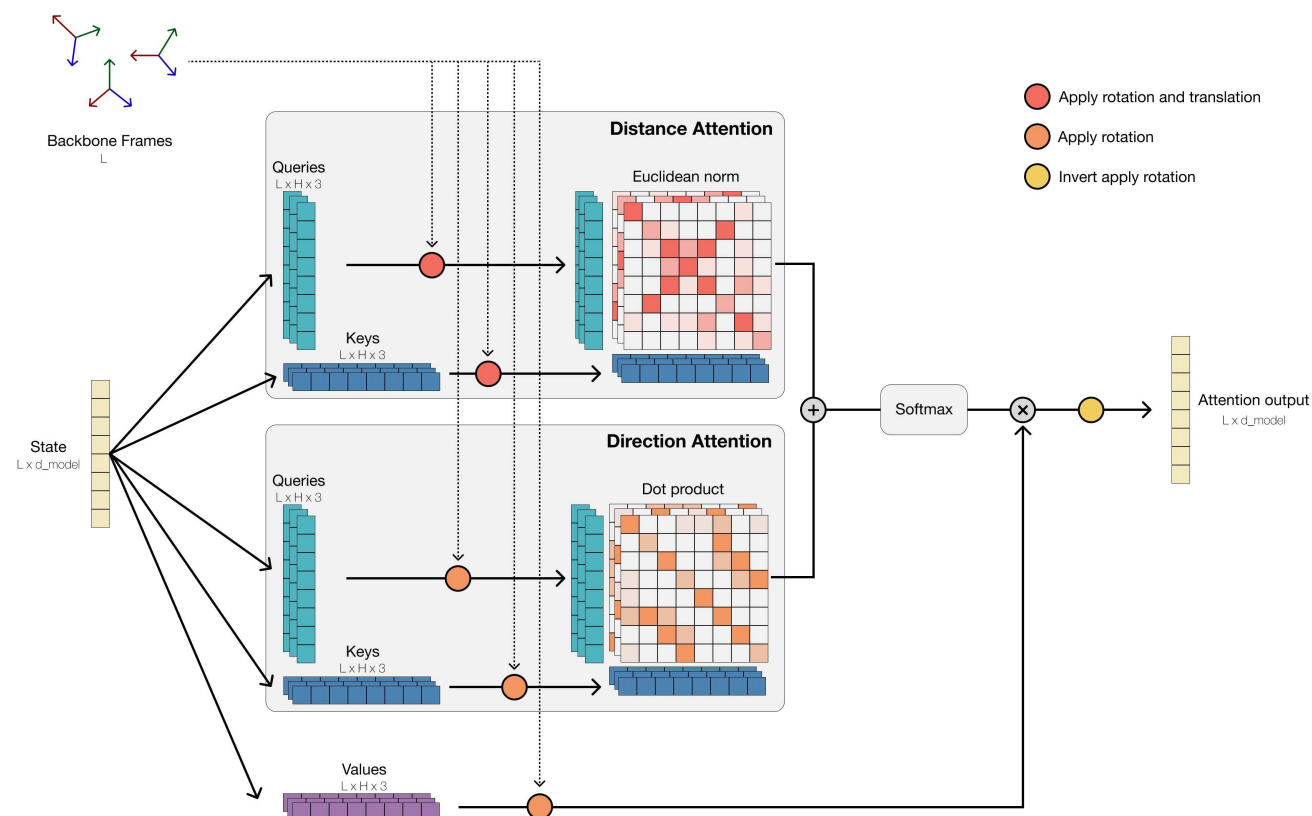 Backbone Frames
L
Apply rotation and translation
Apply rotation
Invert apply rotation
Distance Attention
Queries
L x H x 3
Euclidean norm
Keys
L x H x 3
State
L x d_model
+
Softmax
×
Attention output
L x d_model
Direction Attention
Queries
L x H x 3
Dot product
Keys
L x H x 3
Values
L x H x 3